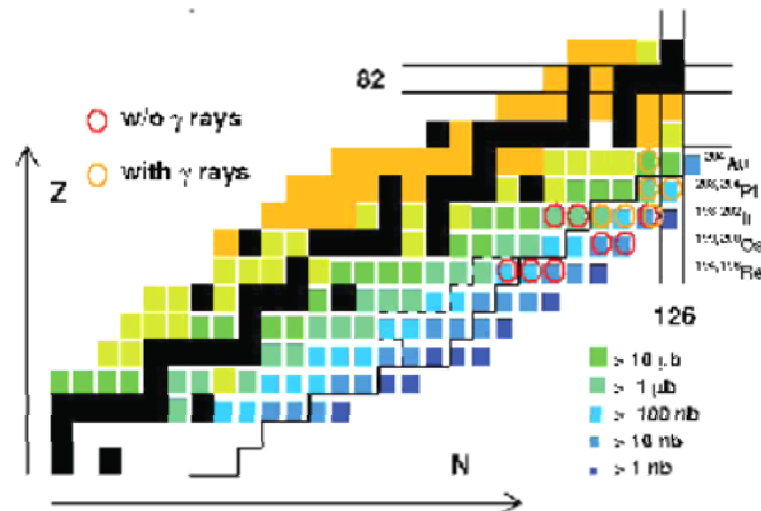 82
w/o γ rays
with γ rays
Z
204Au
Pt
Ir
Os
Re
126
> 10 μb
> 1 μb
> 100 nb
> 10 nb
> 1 nb
N